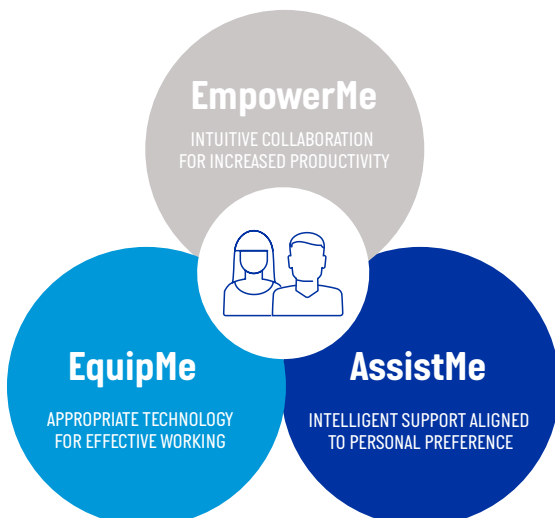 EmpowerMe
INTUITIVE COLLABORATION
FOR INCREASED PRODUCTIVITY
EquipMe
APPROPRIATE TECHNOLOGY
FOR EFFECTIVE WORKING
AssistMe
INTELLIGENT SUPPORT ALIGNED
TO PERSONAL PREFERENCE